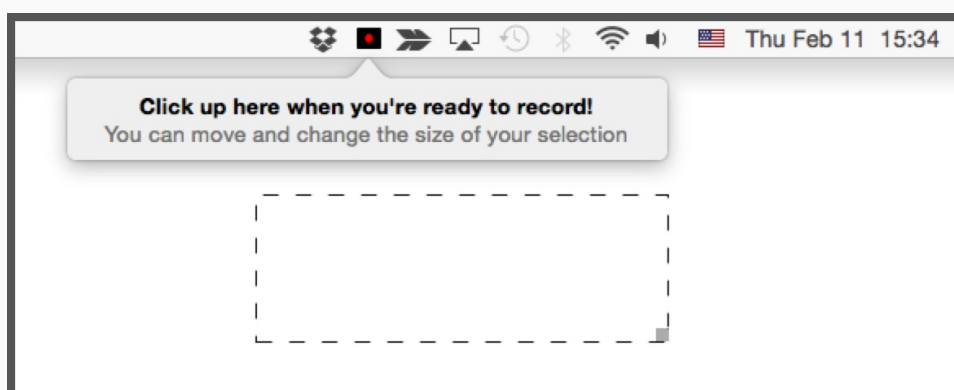 Thu Feb 11 15:34
Click up here when you're ready to record!
You can move and change the size of your selection